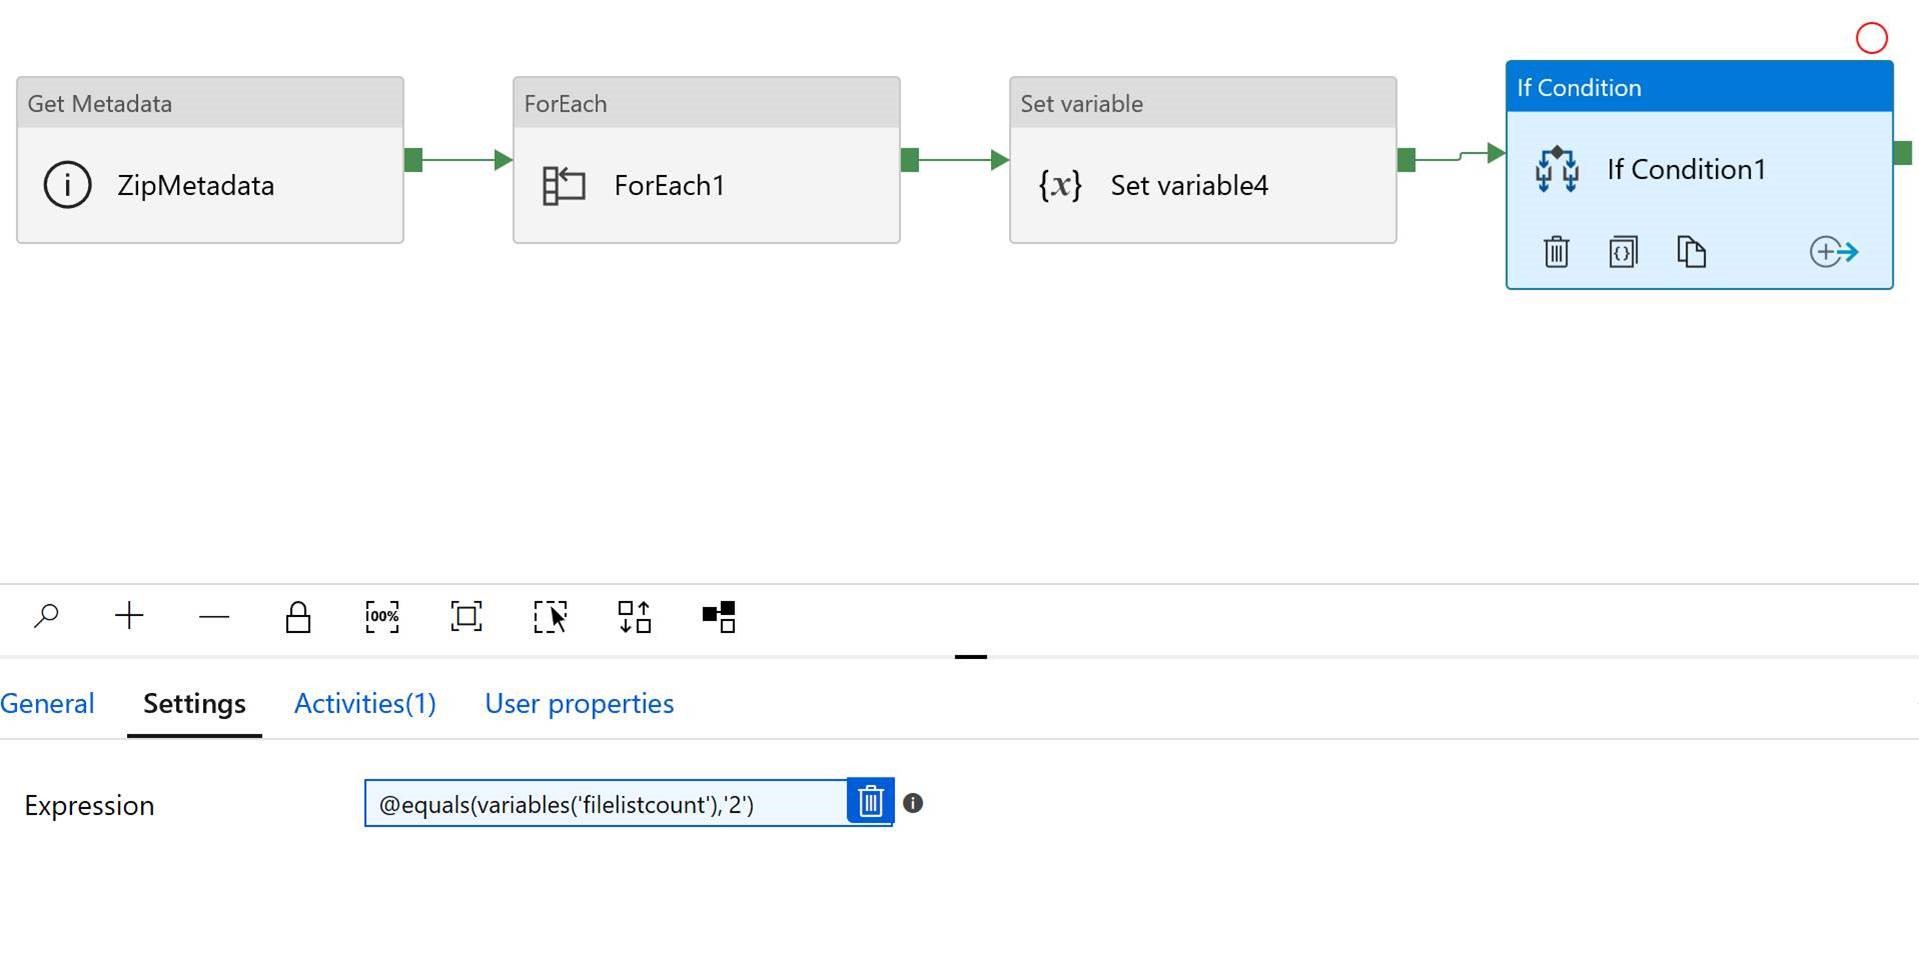 Get Metadata
ZipMetadata
ForEach
ForEach1
Set variable
{x} Set variable4
If Condition
If Condition1
{}
100%
General Settings Activities(1) User properties
Expression @equals(variables('filelistcount'),'2')